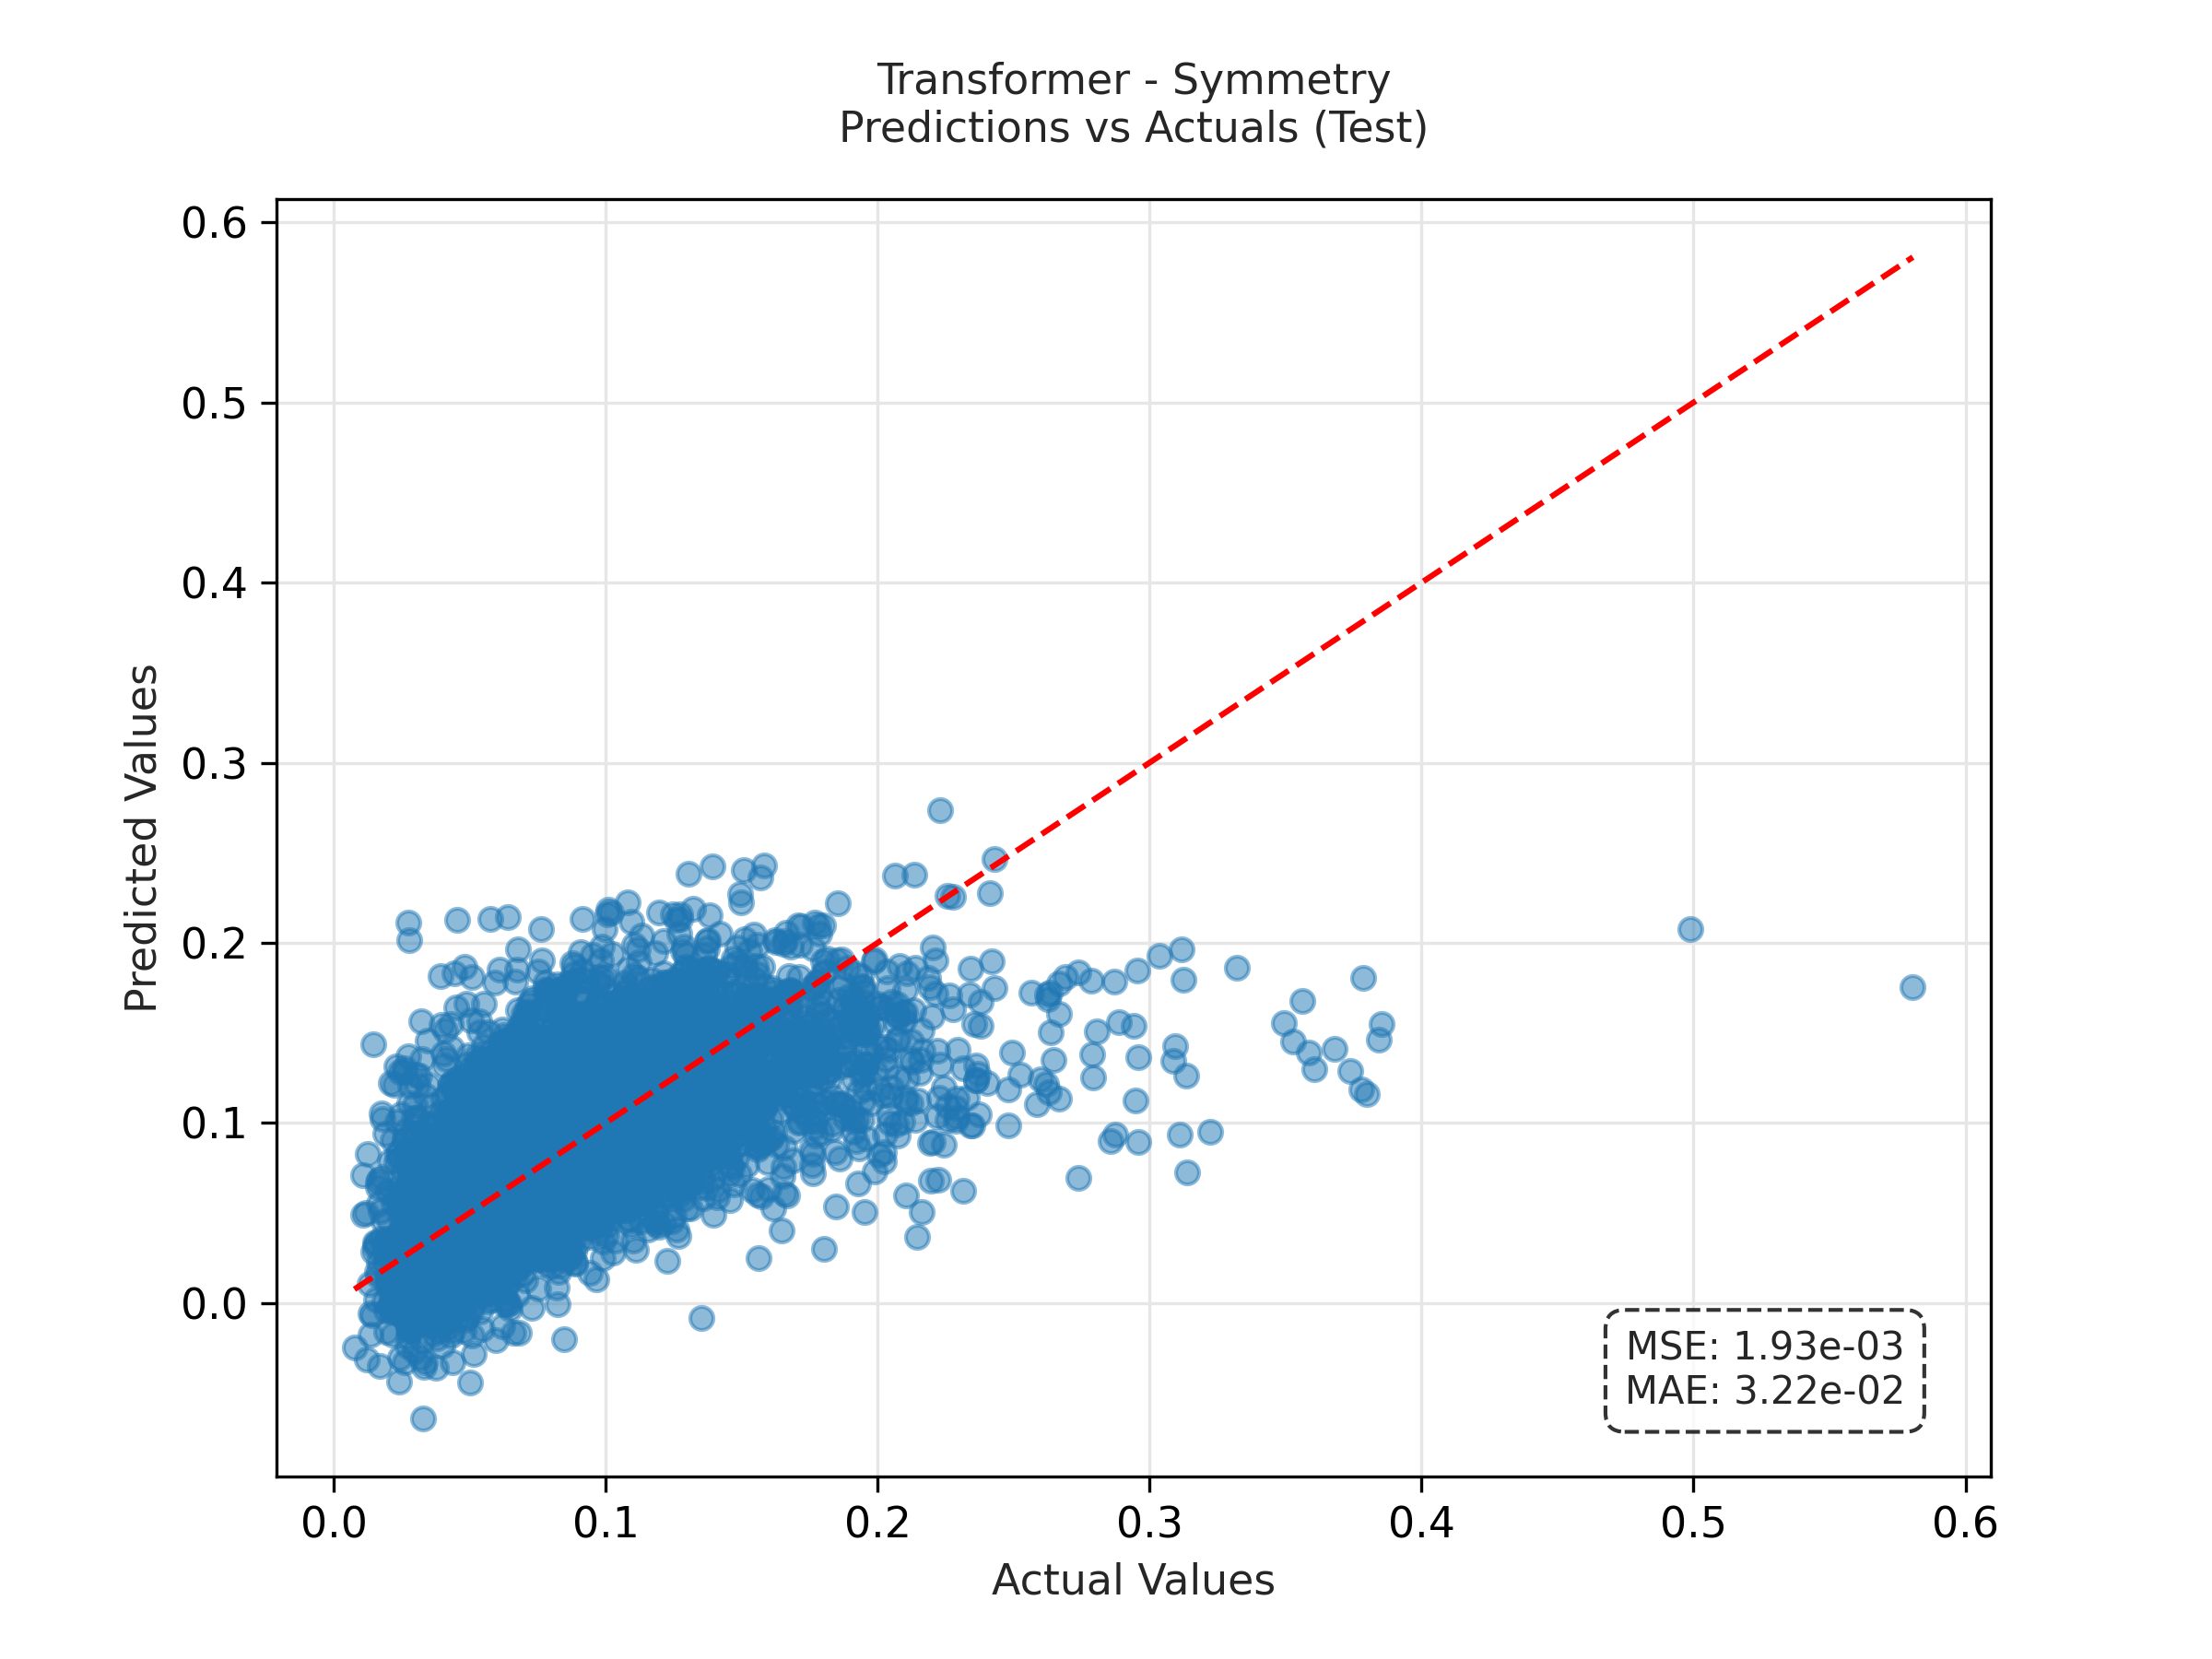 Transformer - Symmetry
Predictions vs Actuals (Test)
0.6
0.5
0.4
0.3
0.2
0.1
0.0
Predicted Values
MSE: 1.93e-03
MAE: 3.22e-02
0.0 0.1 0.2 0.3 0.4 0.5 0.6
Actual Values